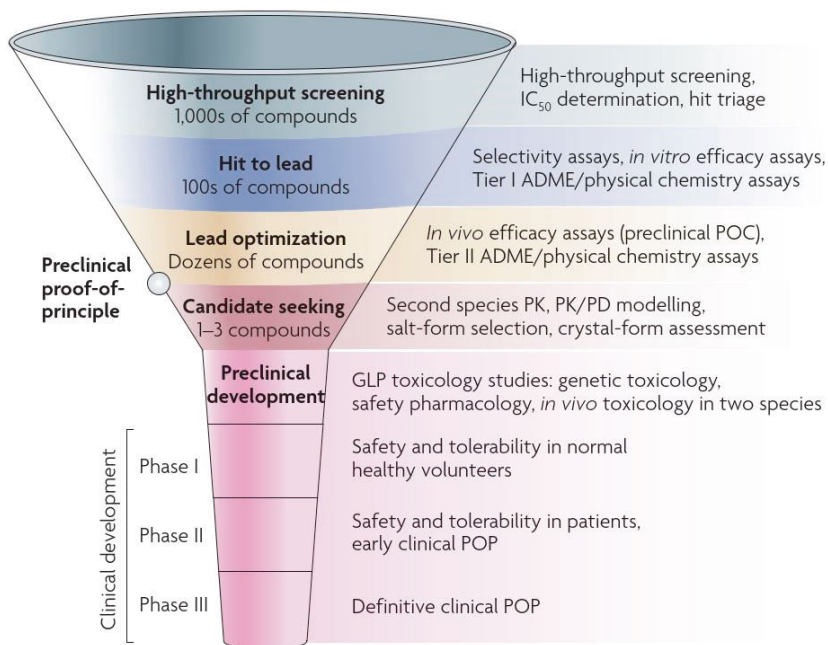 High-throughput screening
1,000s of compounds
High-throughput screening,
IC50 determination, hit triage
Hit to lead
100s of compounds
Selectivity assays, in vitro efficacy assays,
Tier I ADME/physical chemistry assays
Lead optimization
Dozens of compounds
In vivo efficacy assays (preclinical POC),
Tier II ADME/physical chemistry assays
Preclinical
proof-of-
principle
Candidate seeking
1–3 compounds
Second species PK, PK/PD modelling,
salt-form selection, crystal-form assessment
Preclinical
development
GLP toxicology studies: genetic toxicology,
safety pharmacology, in vivo toxicology in two species
Clinical development
Phase I
Safety and tolerability in normal
healthy volunteers
Phase II
Safety and tolerability in patients,
early clinical POP
Phase III
Definitive clinical POP